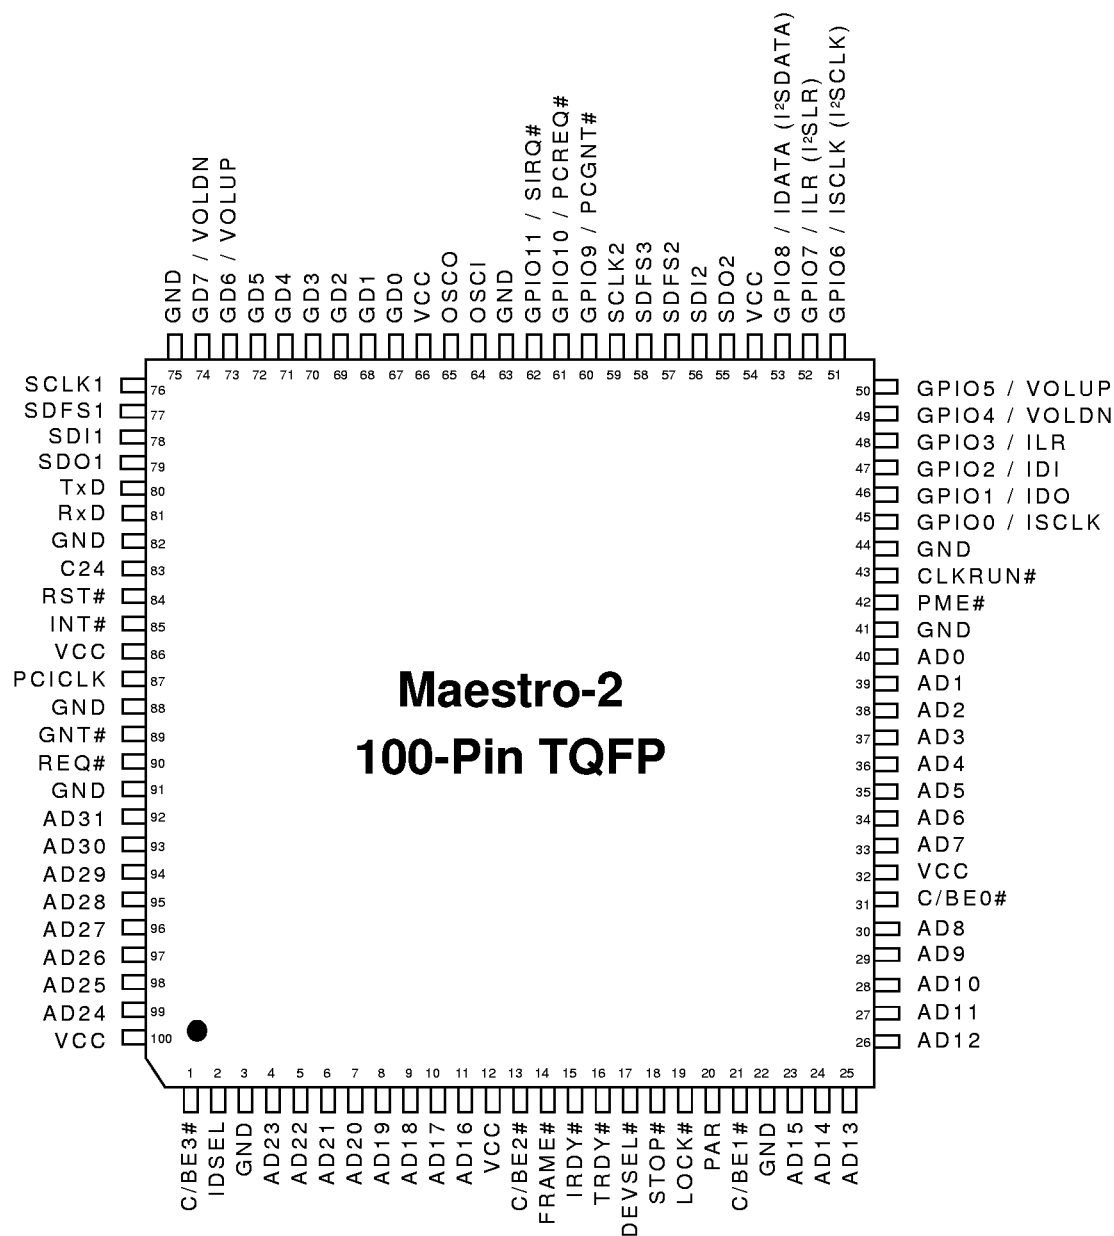 GND
GD7 / VOLDN
GD6 / VOLUP
GD5
GD4
GD3
GD2
GD1
GD0
VCC
OSCO
OSCI
GND
GPIO11 / SIRQ#
GPIO10 / PCREQ#
GPIO9 / PCGNT#
SCLK2
SDFS3
SDFS2
SDI2
SDO2
VCC
GPIO8 / IDATA (I²SDATA)
GPIO7 / ILR (I²SLR)
GPIO6 / ISCLK (I²SCLK)
75 74 73 72 71 70 69 68 67 66 65 64 63 62 61 60 59 58 57 56 55 54 53 52 51
SCLK1 76
SDFS1 77
SDI1 78
SDO1 79
TxD 80
RxD 81
GND 82
C24 83
RST# 84
INT# 85
VCC 86
PCICLK 87
GND 88
GNT# 89
REQ# 90
GND 91
AD31 92
AD30 93
AD29 94
AD28 95
AD27 96
AD26 97
AD25 98
AD24 99
VCC 100
Maestro-2
100-Pin TQFP
50 GPIO5 / VOLUP
49 GPIO4 / VOLDN
48 GPIO3 / ILR
47 GPIO2 / IDI
46 GPIO1 / IDO
45 GPIO0 / ISCLK
44 GND
43 CLKRUN#
42 PME#
41 GND
40 AD0
39 AD1
38 AD2
37 AD3
36 AD4
35 AD5
34 AD6
33 AD7
32 VCC
31 C/BE0#
30 AD8
29 AD9
28 AD10
27 AD11
26 AD12
1 2 3 4 5 6 7 8 9 10 11 12 13 14 15 16 17 18 19 20 21 22 23 24 25
C/BE3#
IDSEL
GND
AD23
AD22
AD21
AD20
AD19
AD18
AD17
AD16
VCC
C/BE2#
FRAME#
IRDY#
TRDY#
DEVSEL#
STOP#
LOCK#
PAR
C/BE1#
GND
AD15
AD14
AD13